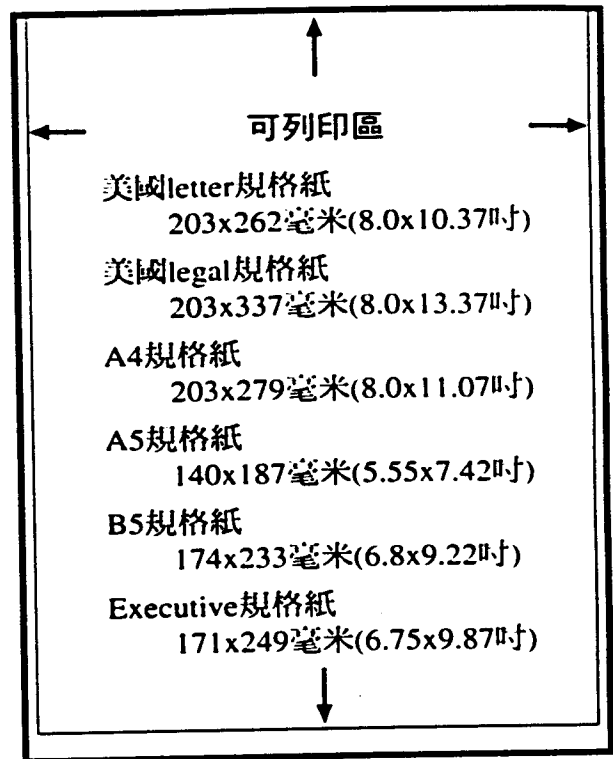 可列印區
美國letter規格紙
203x262毫米(8.0x10.37吋)
美國legal規格紙
203x337毫米(8.0x13.37吋)
A4規格紙
203x279毫米(8.0x11.07吋)
A5規格紙
140x187毫米(5.55x7.42吋)
B5規格紙
174x233毫米(6.8x9.22吋)
Executive規格紙
171x249毫米(6.75x9.87吋)